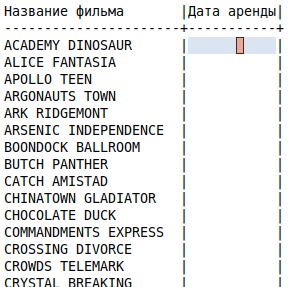 Название фильма       |Дата аренды|
----------------------+-----------+
ACADEMY DINOSAUR      |           |
ALICE FANTASIA        |           |
APOLLO TEEN           |           |
ARGONAUTS TOWN        |           |
ARK RIDGEMONT         |           |
ARSENIC INDEPENDENCE  |           |
BOONDOCK BALLROOM     |           |
BUTCH PANTHER         |           |
CATCH AMISTAD         |           |
CHINATOWN GLADIATOR   |           |
CHOCOLATE DUCK        |           |
COMMANDMENTS EXPRESS  |           |
CROSSING DIVORCE      |           |
CROWDS TELEMARK       |           |
CRYSTAL BREAKING      |           |